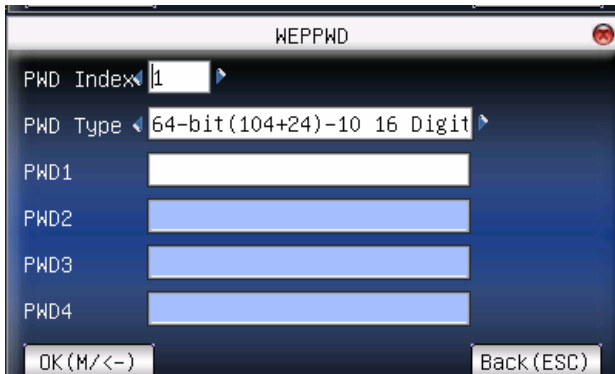 WEPPWD
PWD Index 1
PWD Type 64-bit(104+24)-10 16 Digit
PWD1
PWD2
PWD3
PWD4
OK(M/<-) Back(ESC)